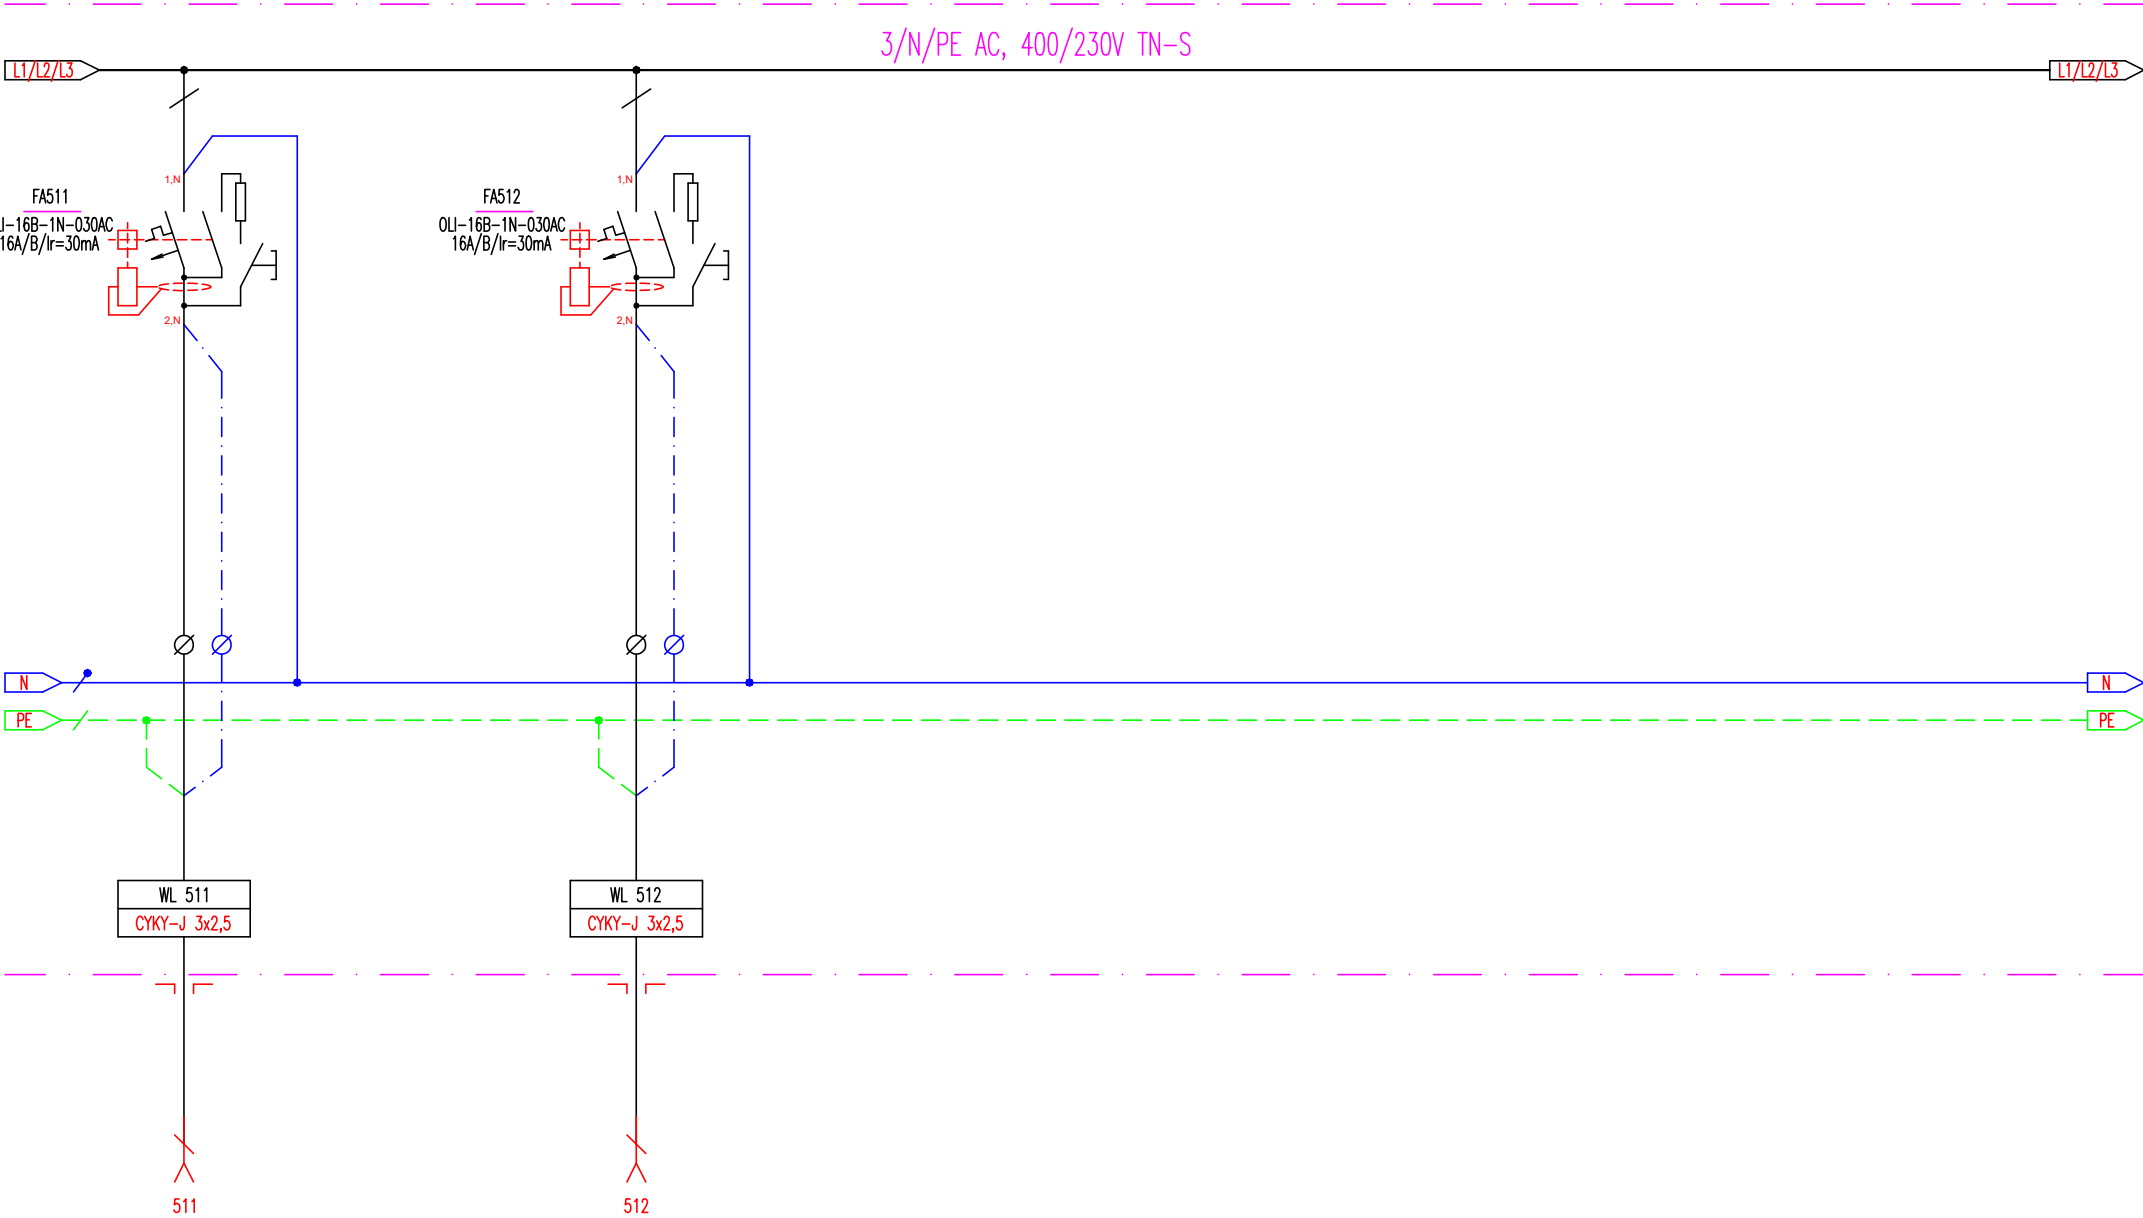 3/N/PE AC, 400/230V TN-S
L1/L2/L3
L1/L2/L3
1,N
1,N
FA511
LI-16B-1N-030AC
16A/B/Ir=30mA
FA512
OLI-16B-1N-030AC
16A/B/Ir=30mA
2,N
2,N
N
N
PE
PE
WL 511
CYKY-J 3x2,5
WL 512
CYKY-J 3x2,5
511
512